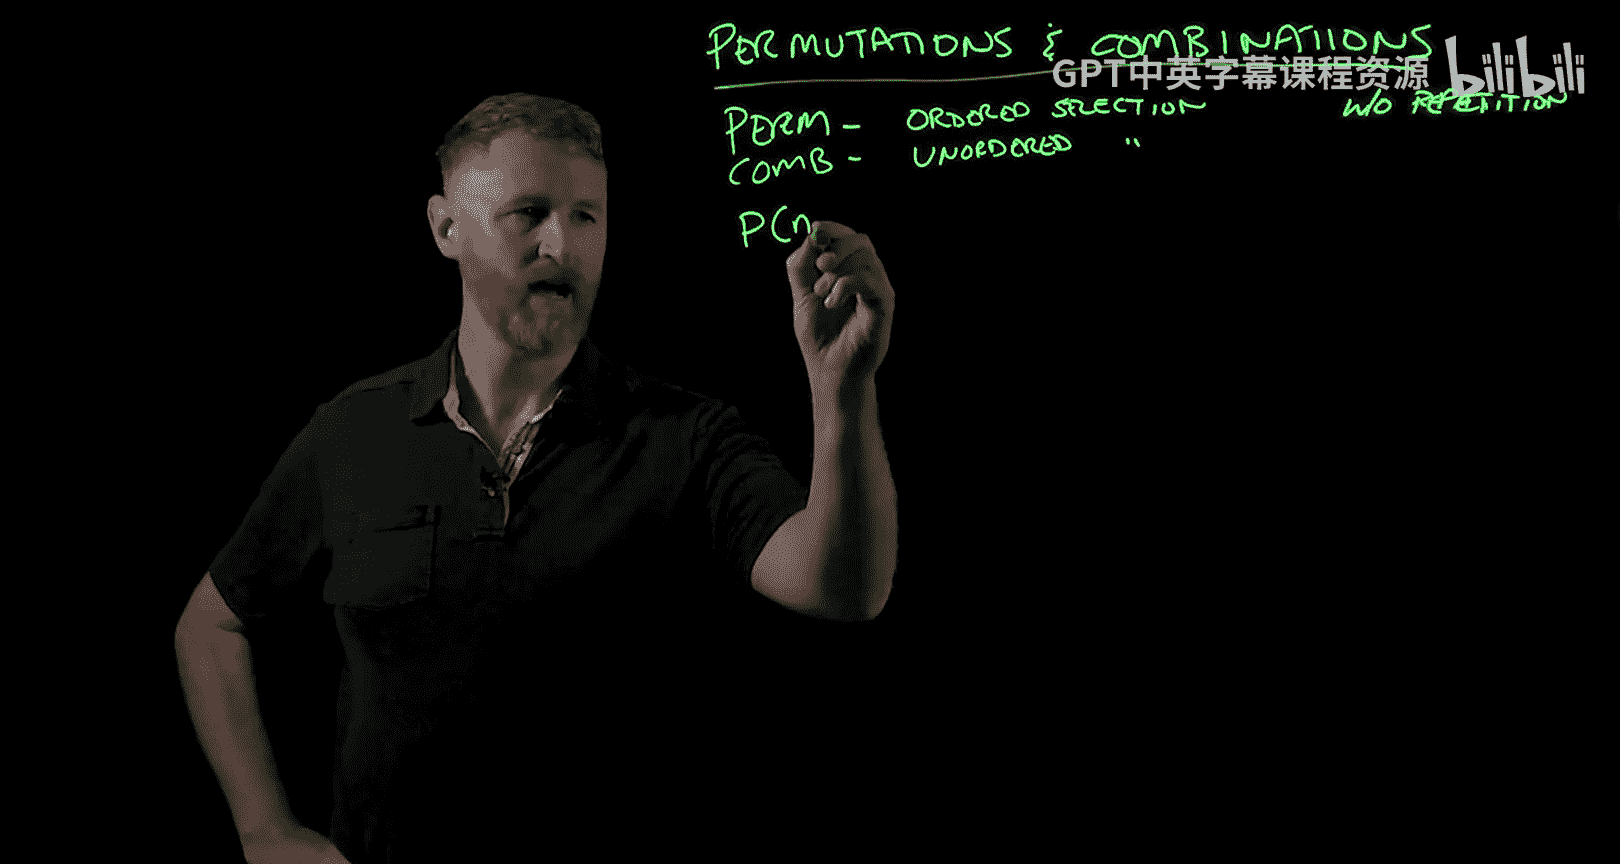 PERMUTATIONS & COMBINATIONS
GPT中英字幕课程资源 bilibili
PERM - ORDERED SELECTION W/O REPETITION
COMB - UNORDERED "
P(n,